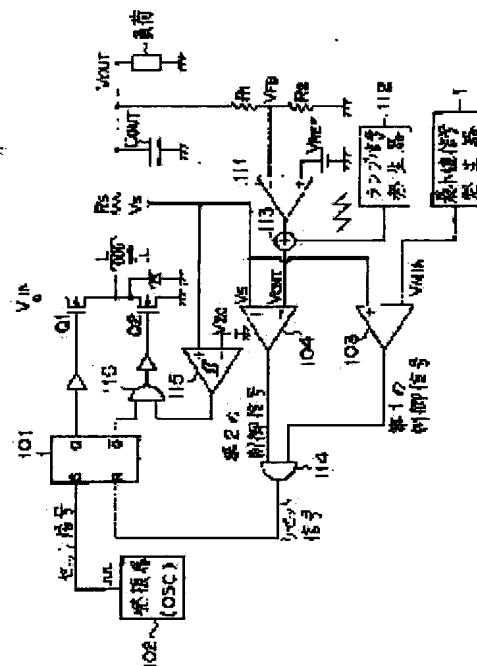 Vin
Q1
Q2
L
Rs
Vs
COUT
VOUT
負荷
R1
R2
VFB
Vref
111
112
113
ランプ信号
発生器
1
最小値信号
発生器
Vmin
101
S
Q
R
Q
116
115
104
103
Vs
114
第2の
制御信号
第1の
制御信号
リセット
信号
セット信号
発振器
(OSC)
102